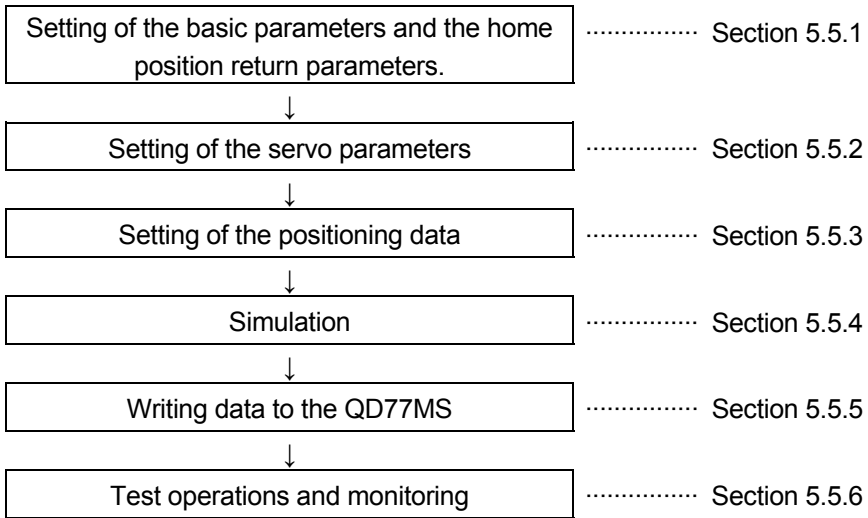 Setting of the basic parameters and the home ················ Section 5.5.1
position return parameters.
↓
Setting of the servo parameters ················ Section 5.5.2
↓
Setting of the positioning data ················ Section 5.5.3
↓
Simulation ················ Section 5.5.4
↓
Writing data to the QD77MS ················ Section 5.5.5
↓
Test operations and monitoring ················ Section 5.5.6